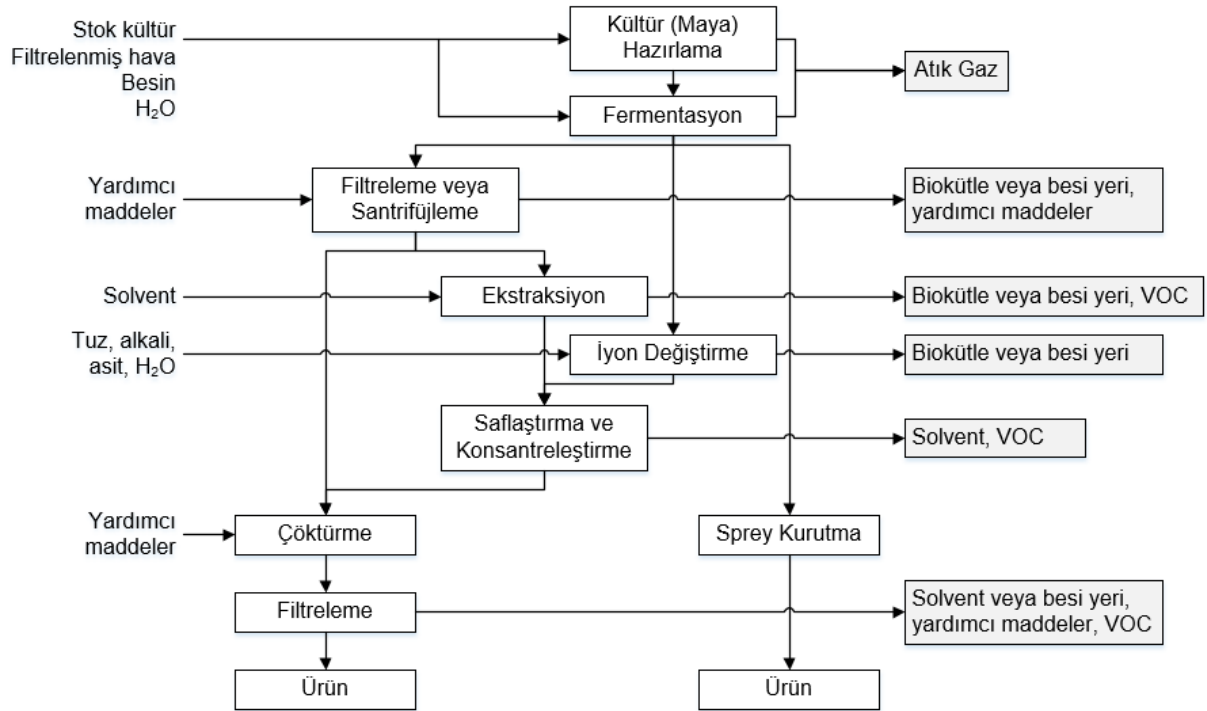 Stok kültür
Filtrelenmiş hava
Besin
H₂O
Kültür (Maya)
Hazırlama
Atık Gaz
Fermentasyon
Yardımcı
maddeler
Filtreleme veya
Santrifüjleme
Biokütle veya besi yeri,
yardımcı maddeler
Solvent
Ekstraksiyon
Biokütle veya besi yeri, VOC
Tuz, alkali,
asit, H₂O
İyon Değiştirme
Biokütle veya besi yeri
Saflaştırma ve
Konsantreleştirme
Solvent, VOC
Yardımcı
maddeler
Çöktürme
Sprey Kurutma
Filtreleme
Solvent veya besi yeri,
yardımcı maddeler, VOC
Ürün
Ürün